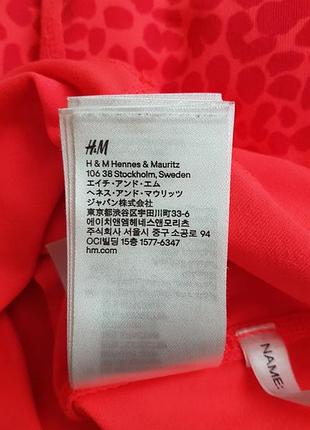 H&M
H & M Hennes & Mauritz
106 38 Stockholm, Sweden
エイチ・アンド・エム
ヘネス・アンド・マウリッツ
ジャパン株式会社
東京都渋谷区宇田川町33-6
에이치앤엠헤네스앤모리츠
주식회사 서울시 중구 소공로 94
OCI빌딩 15층 1577-6347
hm.com
NAME: